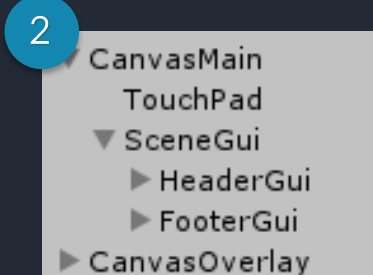 2
CanvasMain
TouchPad
SceneGui
HeaderGui
FooterGui
CanvasOverlay